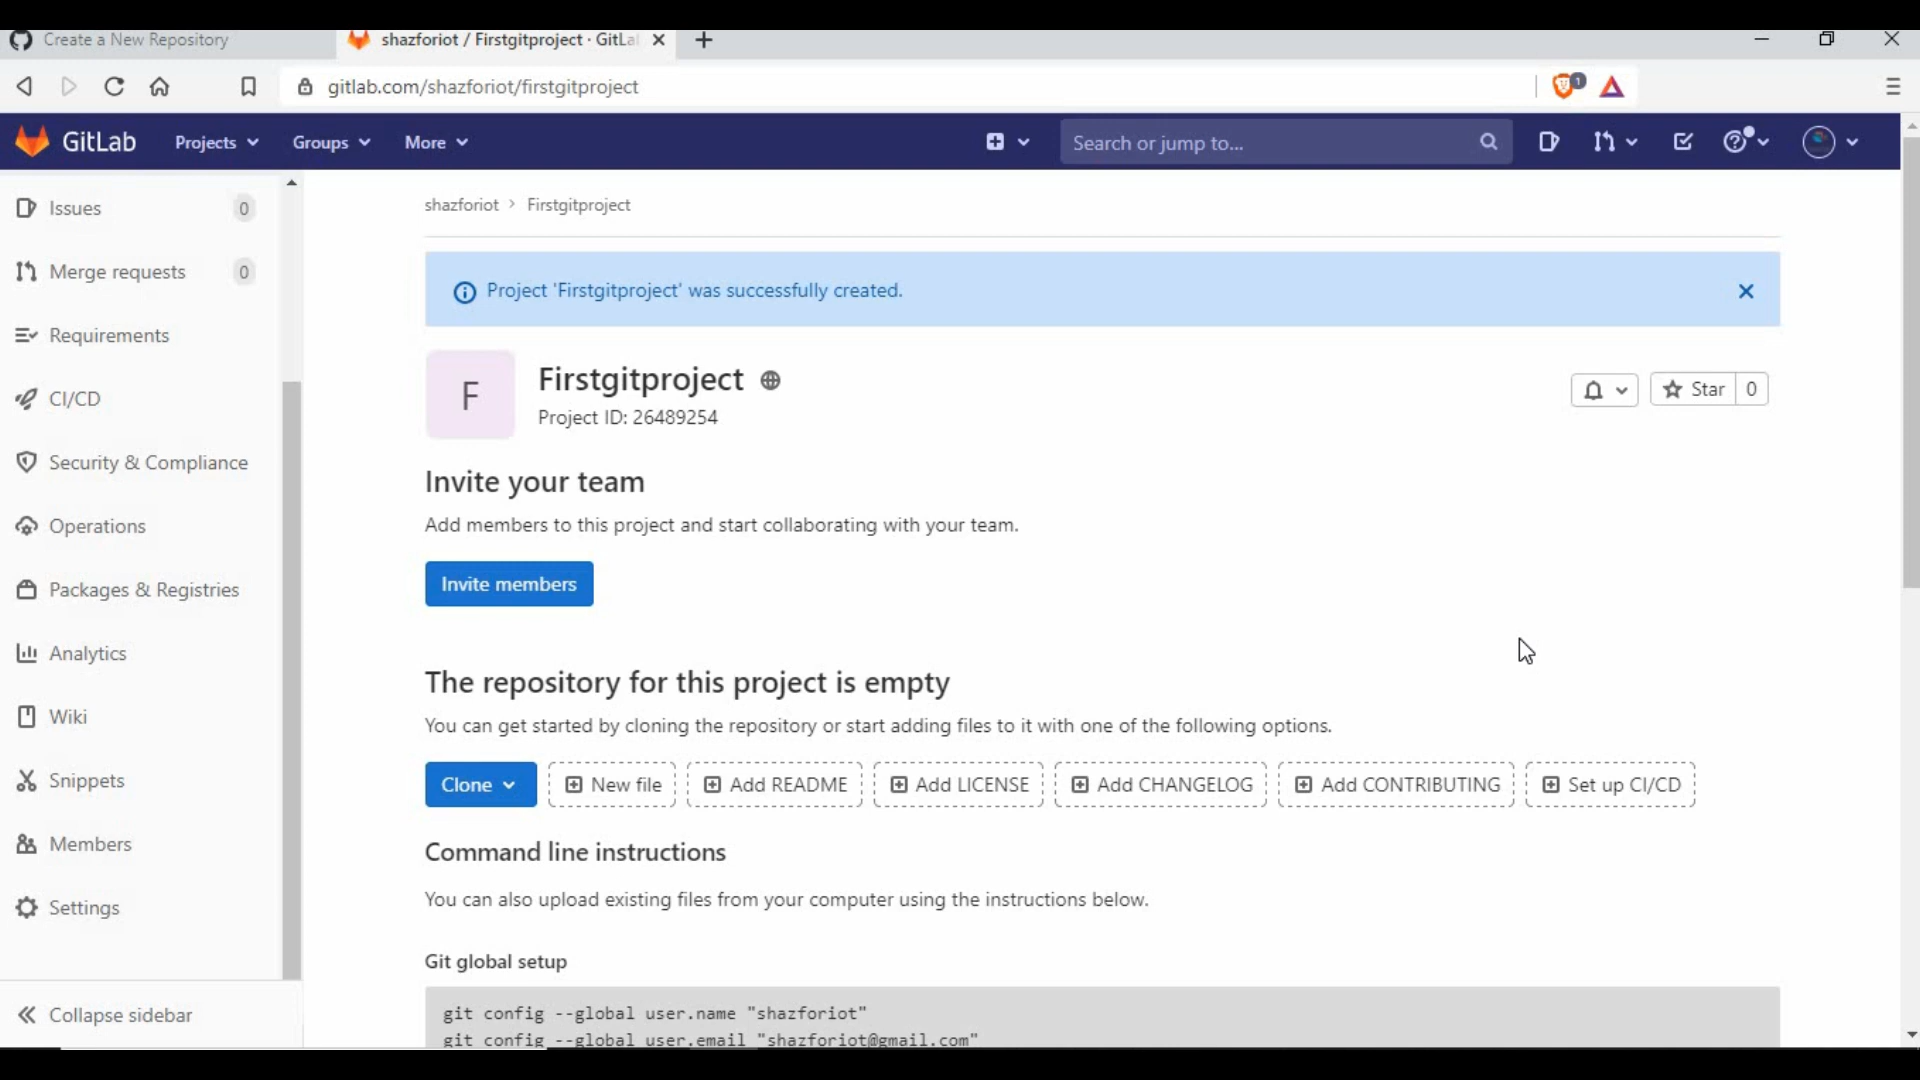 Create a New Repository
shazforiot / Firstgitproject · GitLa
gitlab.com/shazforiot/firstgitproject
1
GitLab Projects Groups More Search or jump to...
Issues 0
Merge requests 0
Requirements
CI/CD
Security & Compliance
Operations
Packages & Registries
Analytics
Wiki
Snippets
Members
Settings
Collapse sidebar
shazforiot > Firstgitproject
Project 'Firstgitproject' was successfully created.
F
Firstgitproject
Project ID: 26489254
Star 0
Invite your team
Add members to this project and start collaborating with your team.
Invite members
The repository for this project is empty
You can get started by cloning the repository or start adding files to it with one of the following options.
Clone New file Add README Add LICENSE Add CHANGELOG Add CONTRIBUTING Set up CI/CD
Command line instructions
You can also upload existing files from your computer using the instructions below.
Git global setup
git config --global user.name "shazforiot"
git config --global user.email "shazforiot@gmail.com"